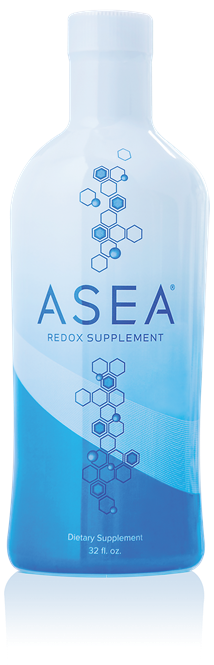 ASEA®
REDOX SUPPLEMENT
Dietary Supplement
32 fl. oz.